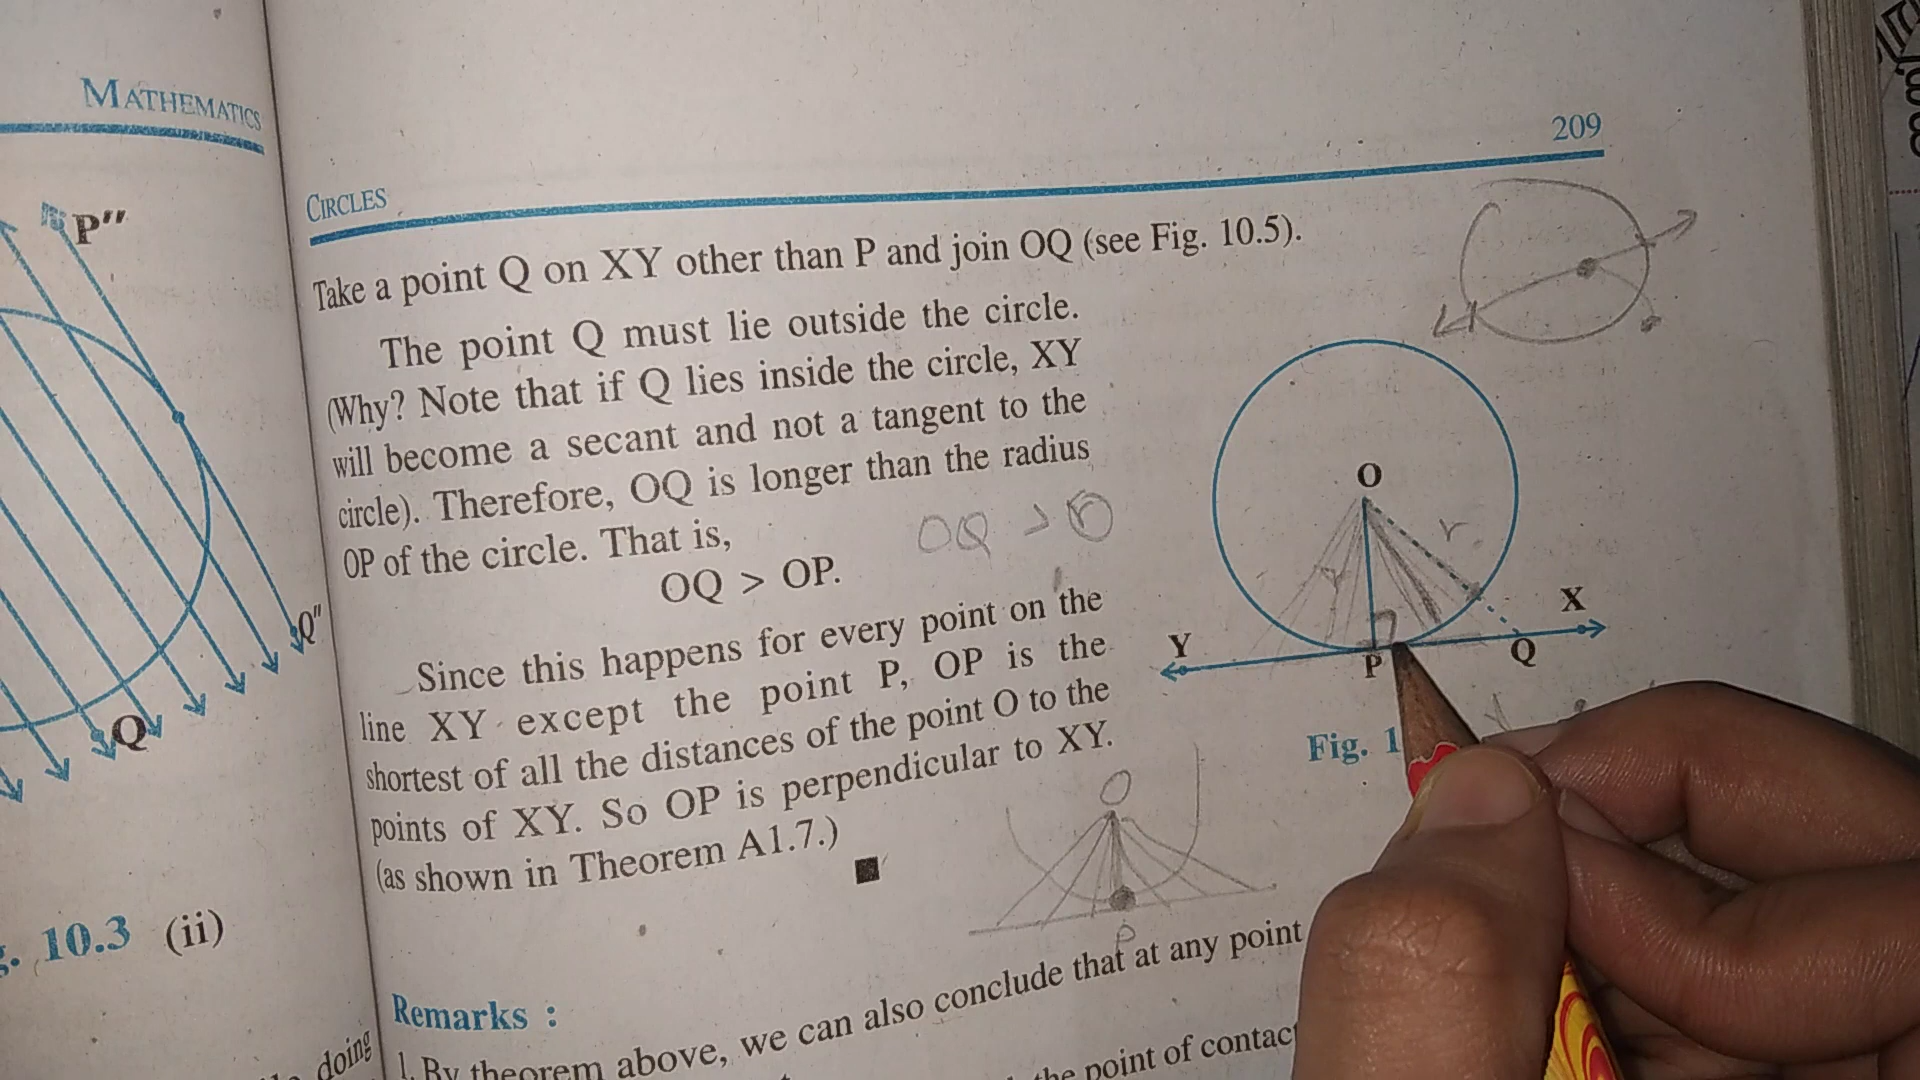 MATHEMATICS
P"
Q"
Q
10.3 (ii)
doing
209
CIRCLES
Take a point Q on XY other than P and join OQ (see Fig. 10.5).
The point Q must lie outside the circle.
(Why? Note that if Q lies inside the circle, XY
will become a secant and not a tangent to the
circle). Therefore, OQ is longer than the radius
OP of the circle. That is,
OQ > OP.
OQ >
Since this happens for every point on the
line XY except the point P, OP is the
shortest of all the distances of the point O to the
points of XY. So OP is perpendicular to XY.
(as shown in Theorem A1.7.)
O
r
Y
P
Q
X
Fig. 1
O
P
Remarks :
1. By theorem above, we can also conclude that at any point
the point of contact